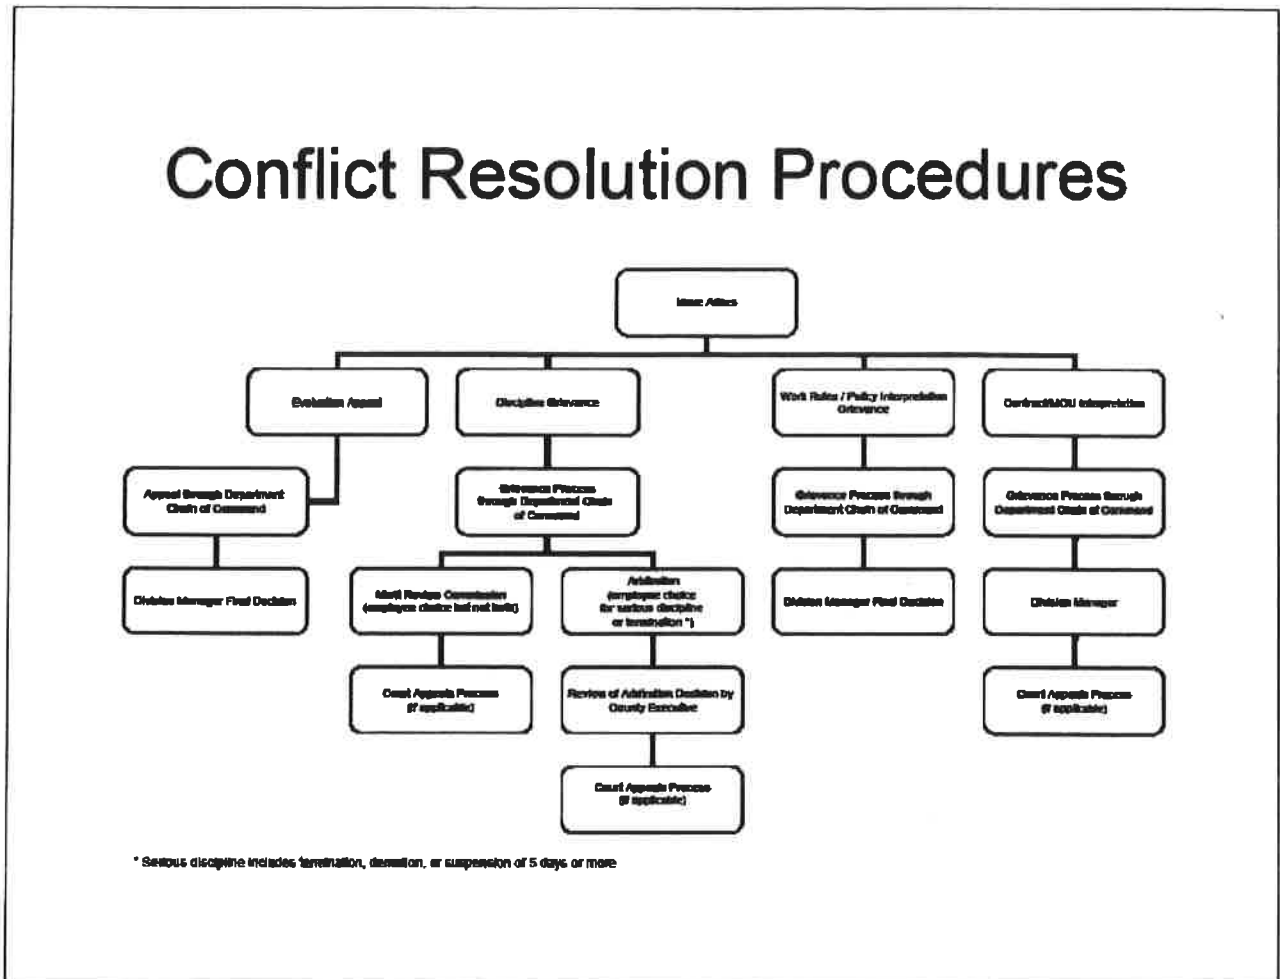 Conflict Resolution Procedures
Issue Arises
Evaluation Appeal
Discipline Grievance
Work Rules / Policy Interpretation
Grievance
Contract/MOU Interpretation
Appeal through Department
Chain of Command
Grievance Process
through Department Chain
of Command
Grievance Process through
Department Chain of Command
Grievance Process through
Department Chain of Command
Division Manager Final Decision
Merit Review Commission
(employee choice but not both)
Arbitration
(employee choice
for serious discipline
or termination *)
Division Manager Final Decision
Division Manager
Court Appeals Process
(if applicable)
Review of Arbitration Decision by
County Executive
Court Appeals Process
(if applicable)
Court Appeals Process
(if applicable)
* Serious discipline includes termination, demotion, or suspension of 5 days or more